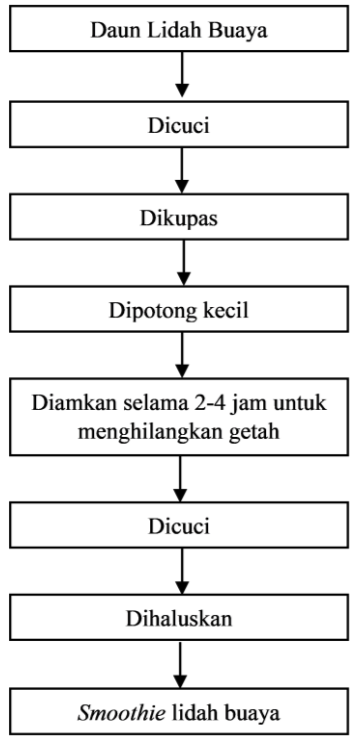 Daun Lidah Buaya
Dicuci
Dikupas
Dipotong kecil
Diamkan selama 2-4 jam untuk
menghilangkan getah
Dicuci
Dihaluskan
Smoothie lidah buaya